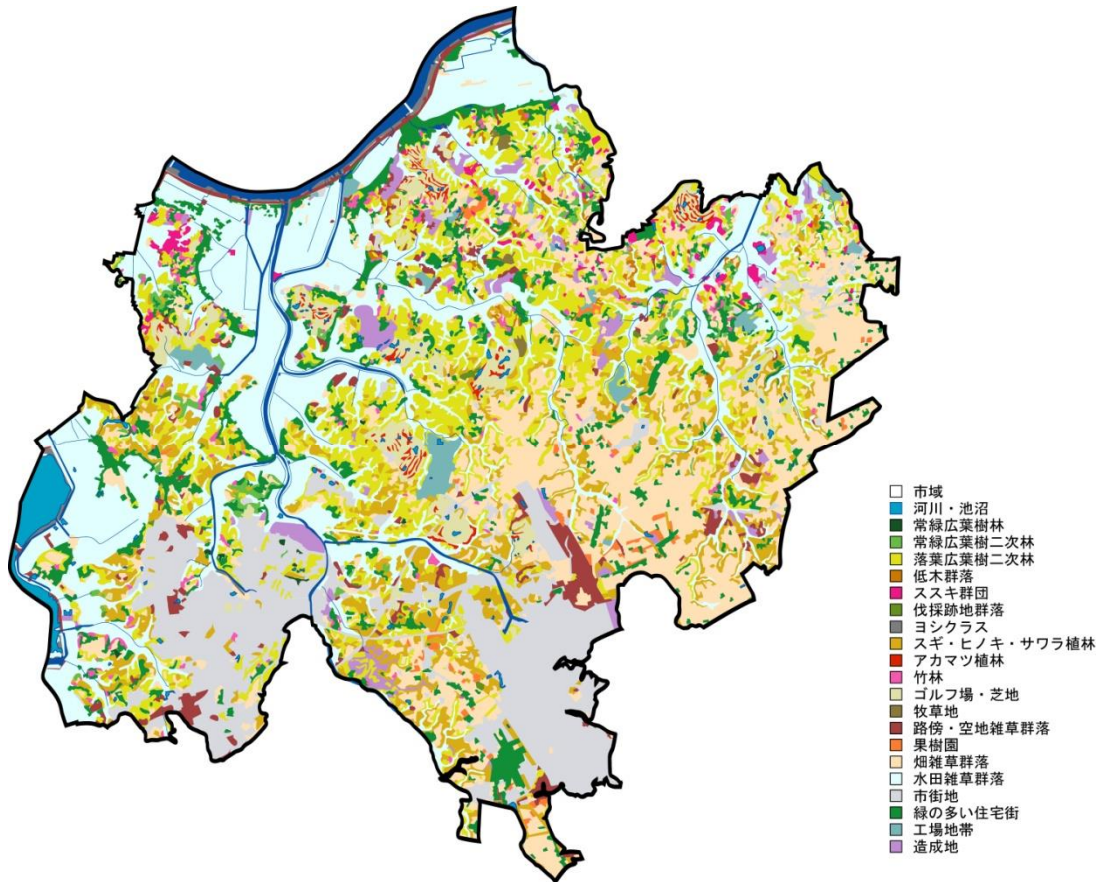 市域
河川・池沼
常緑広葉樹林
常緑広葉樹二次林
落葉広葉樹二次林
低木群落
ススキ群団
伐採跡地群落
ヨシクラス
スギ・ヒノキ・サワラ植林
アカマツ植林
竹林
ゴルフ場・芝地
牧草地
路傍・空地雑草群落
果樹園
畑雑草群落
水田雑草群落
市街地
緑の多い住宅街
工場地帯
造成地